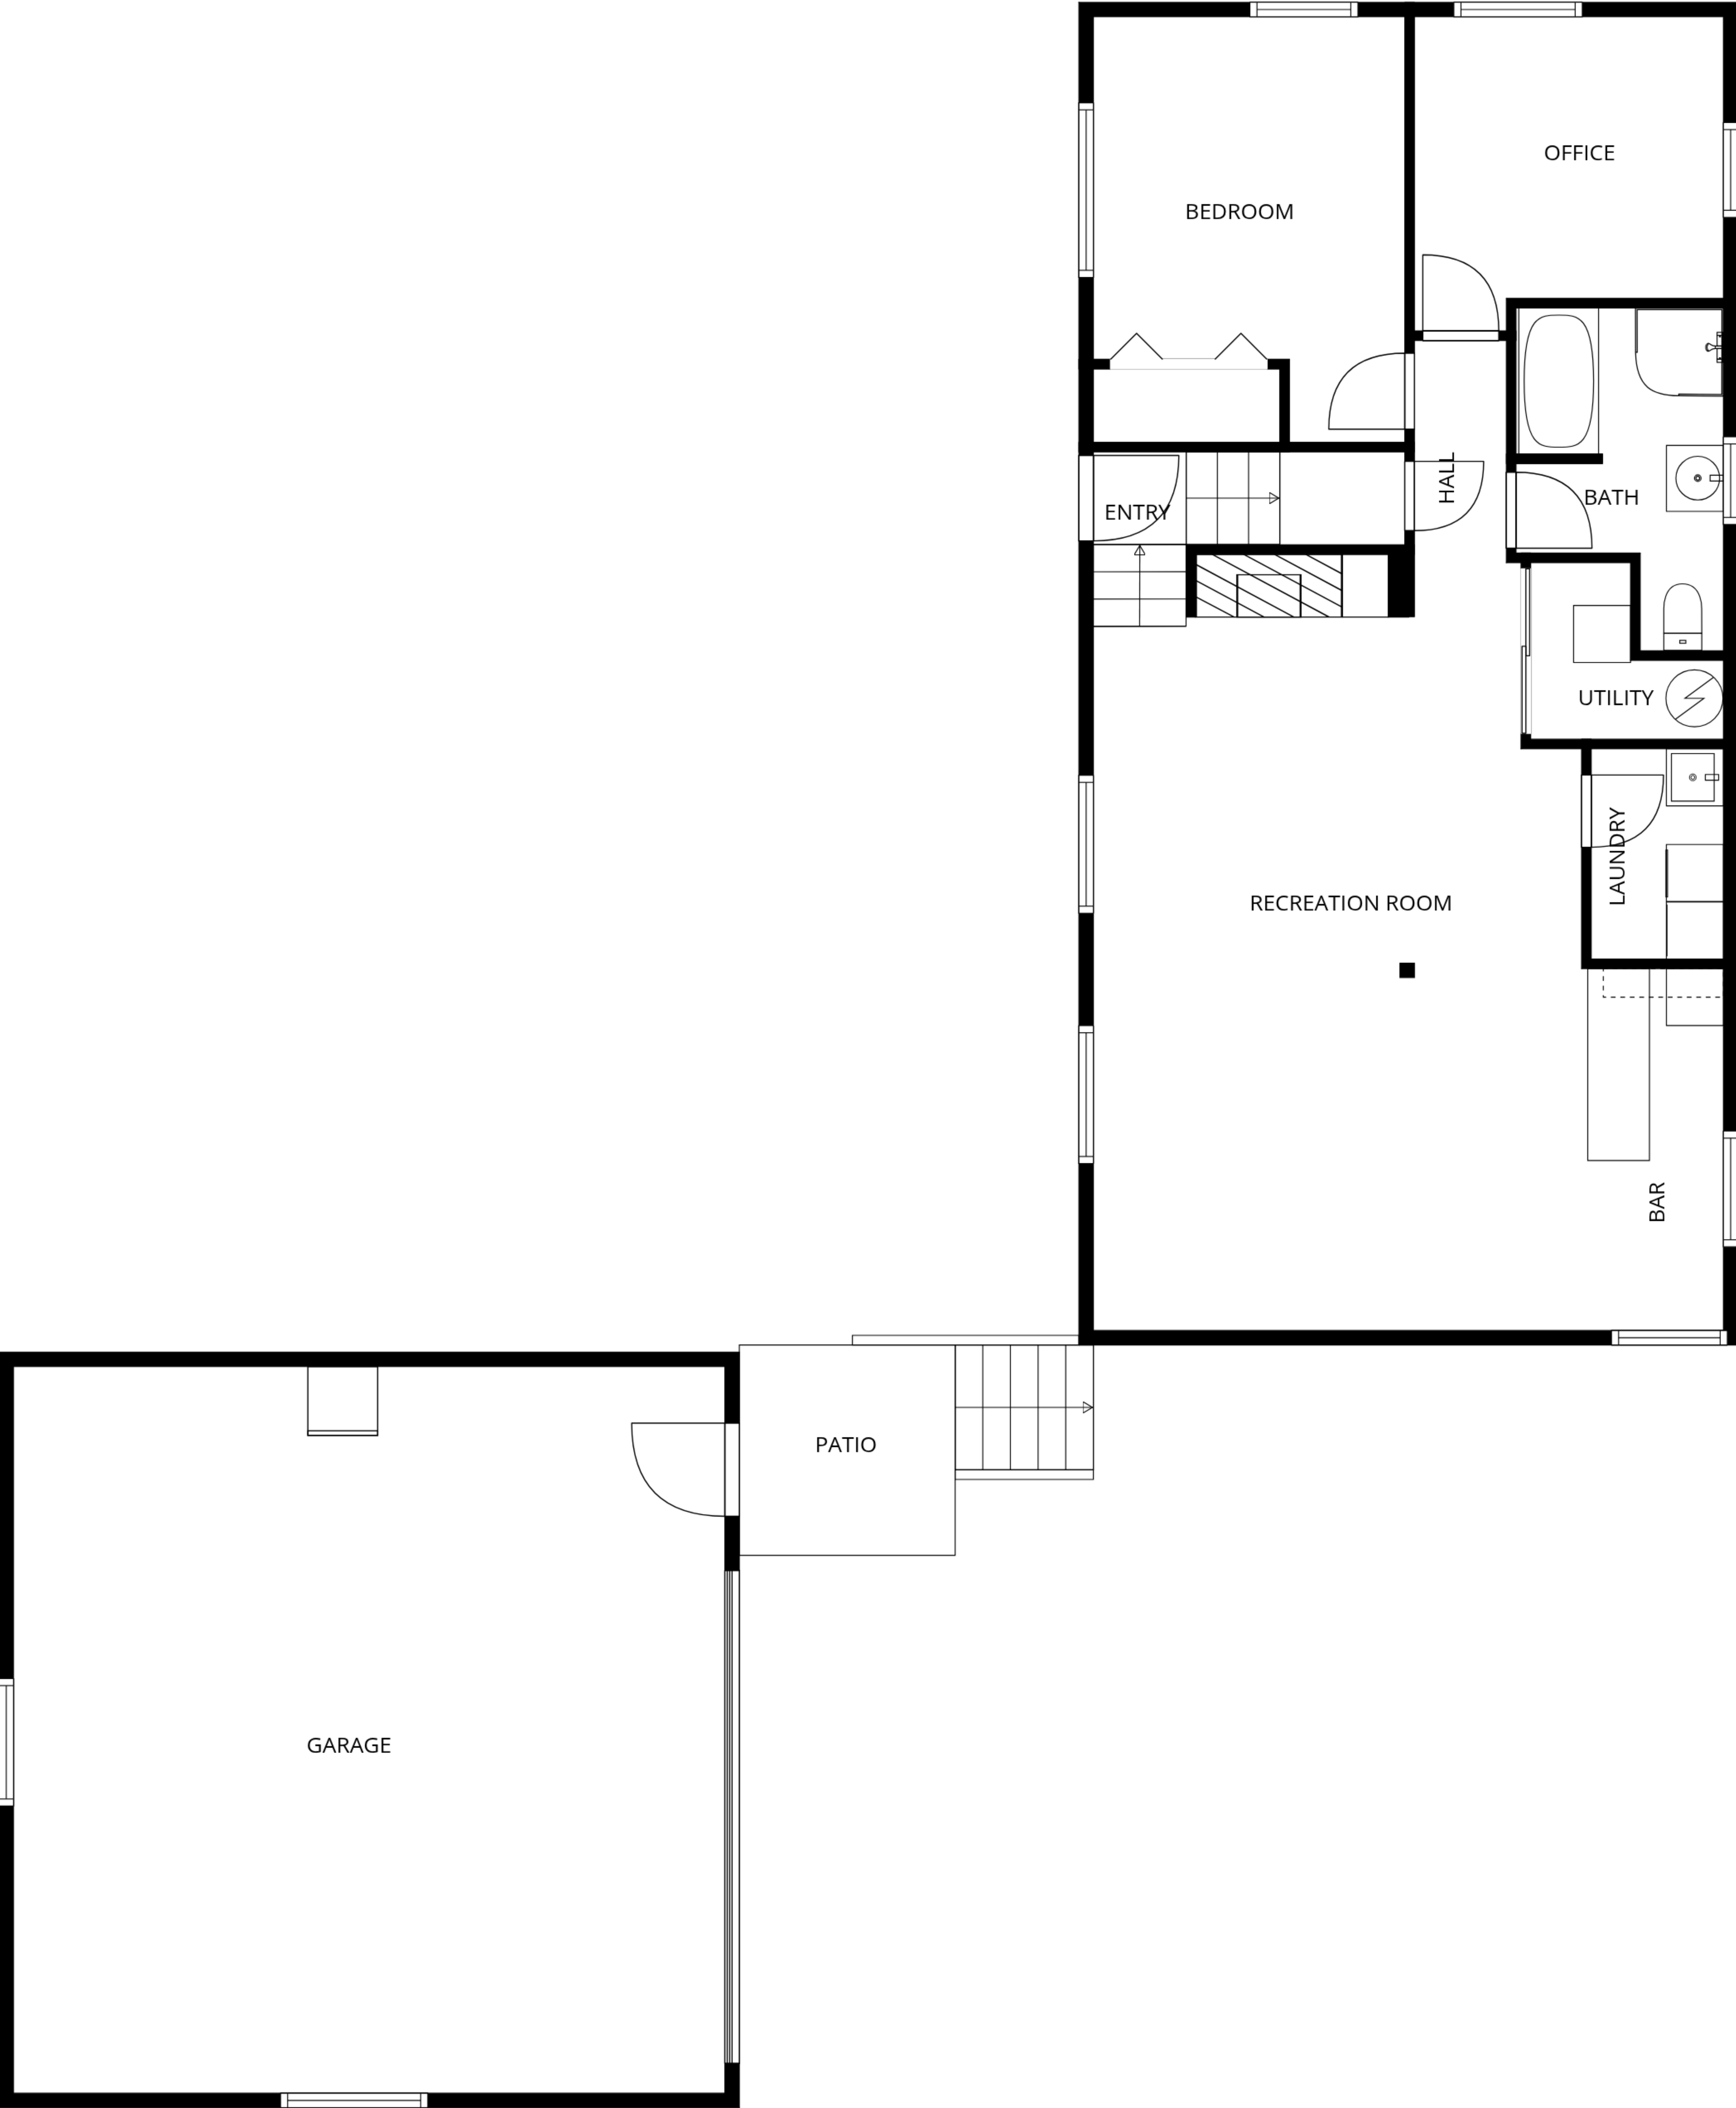 OFFICE
BEDROOM
HALL
BATH
ENTRY
UTILITY
LAUNDRY
RECREATION ROOM
BAR
PATIO
GARAGE